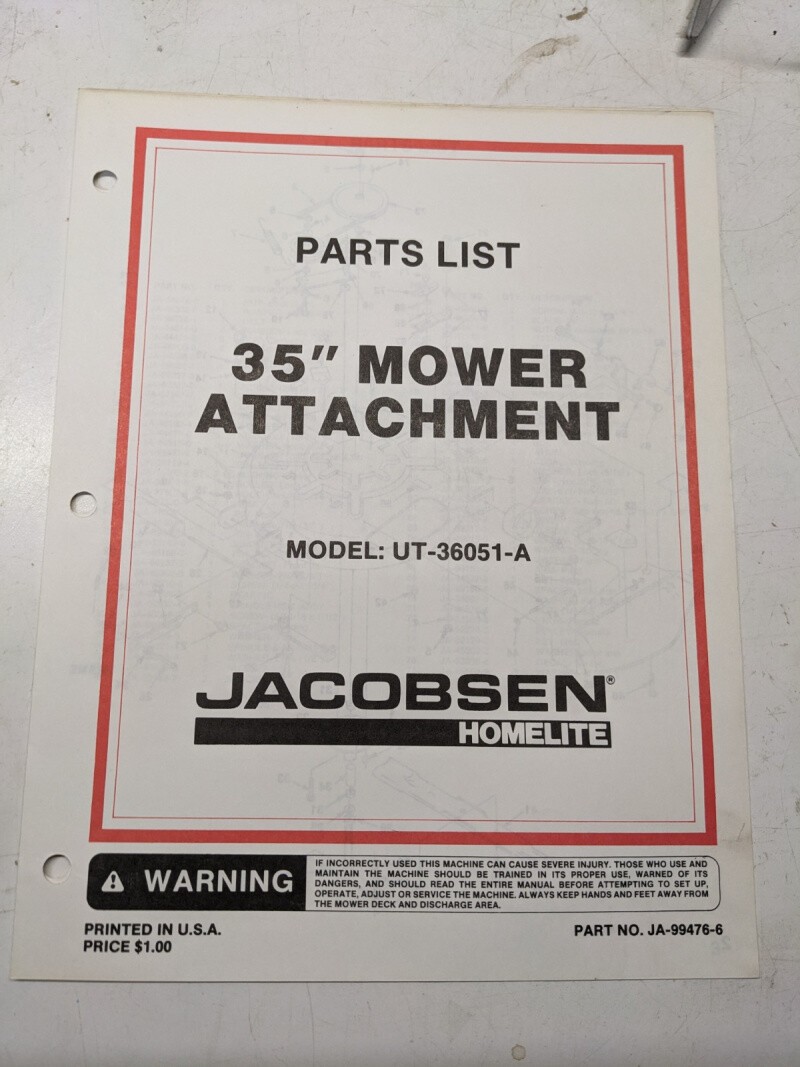 PARTS LIST
35" MOWER
ATTACHMENT
MODEL: UT-36051-A
JACOBSEN®
HOMELITE
WARNING
IF INCORRECTLY USED THIS MACHINE CAN CAUSE SEVERE INJURY. THOSE WHO USE AND
MAINTAIN THE MACHINE SHOULD BE TRAINED IN ITS PROPER USE, WARNED OF ITS
DANGERS, AND SHOULD READ THE ENTIRE MANUAL BEFORE ATTEMPTING TO SET UP,
OPERATE, ADJUST OR SERVICE THE MACHINE. ALWAYS KEEP HANDS AND FEET AWAY FROM
THE MOWER DECK AND DISCHARGE AREA.
PRINTED IN U.S.A.
PRICE $1.00
PART NO. JA-99476-6